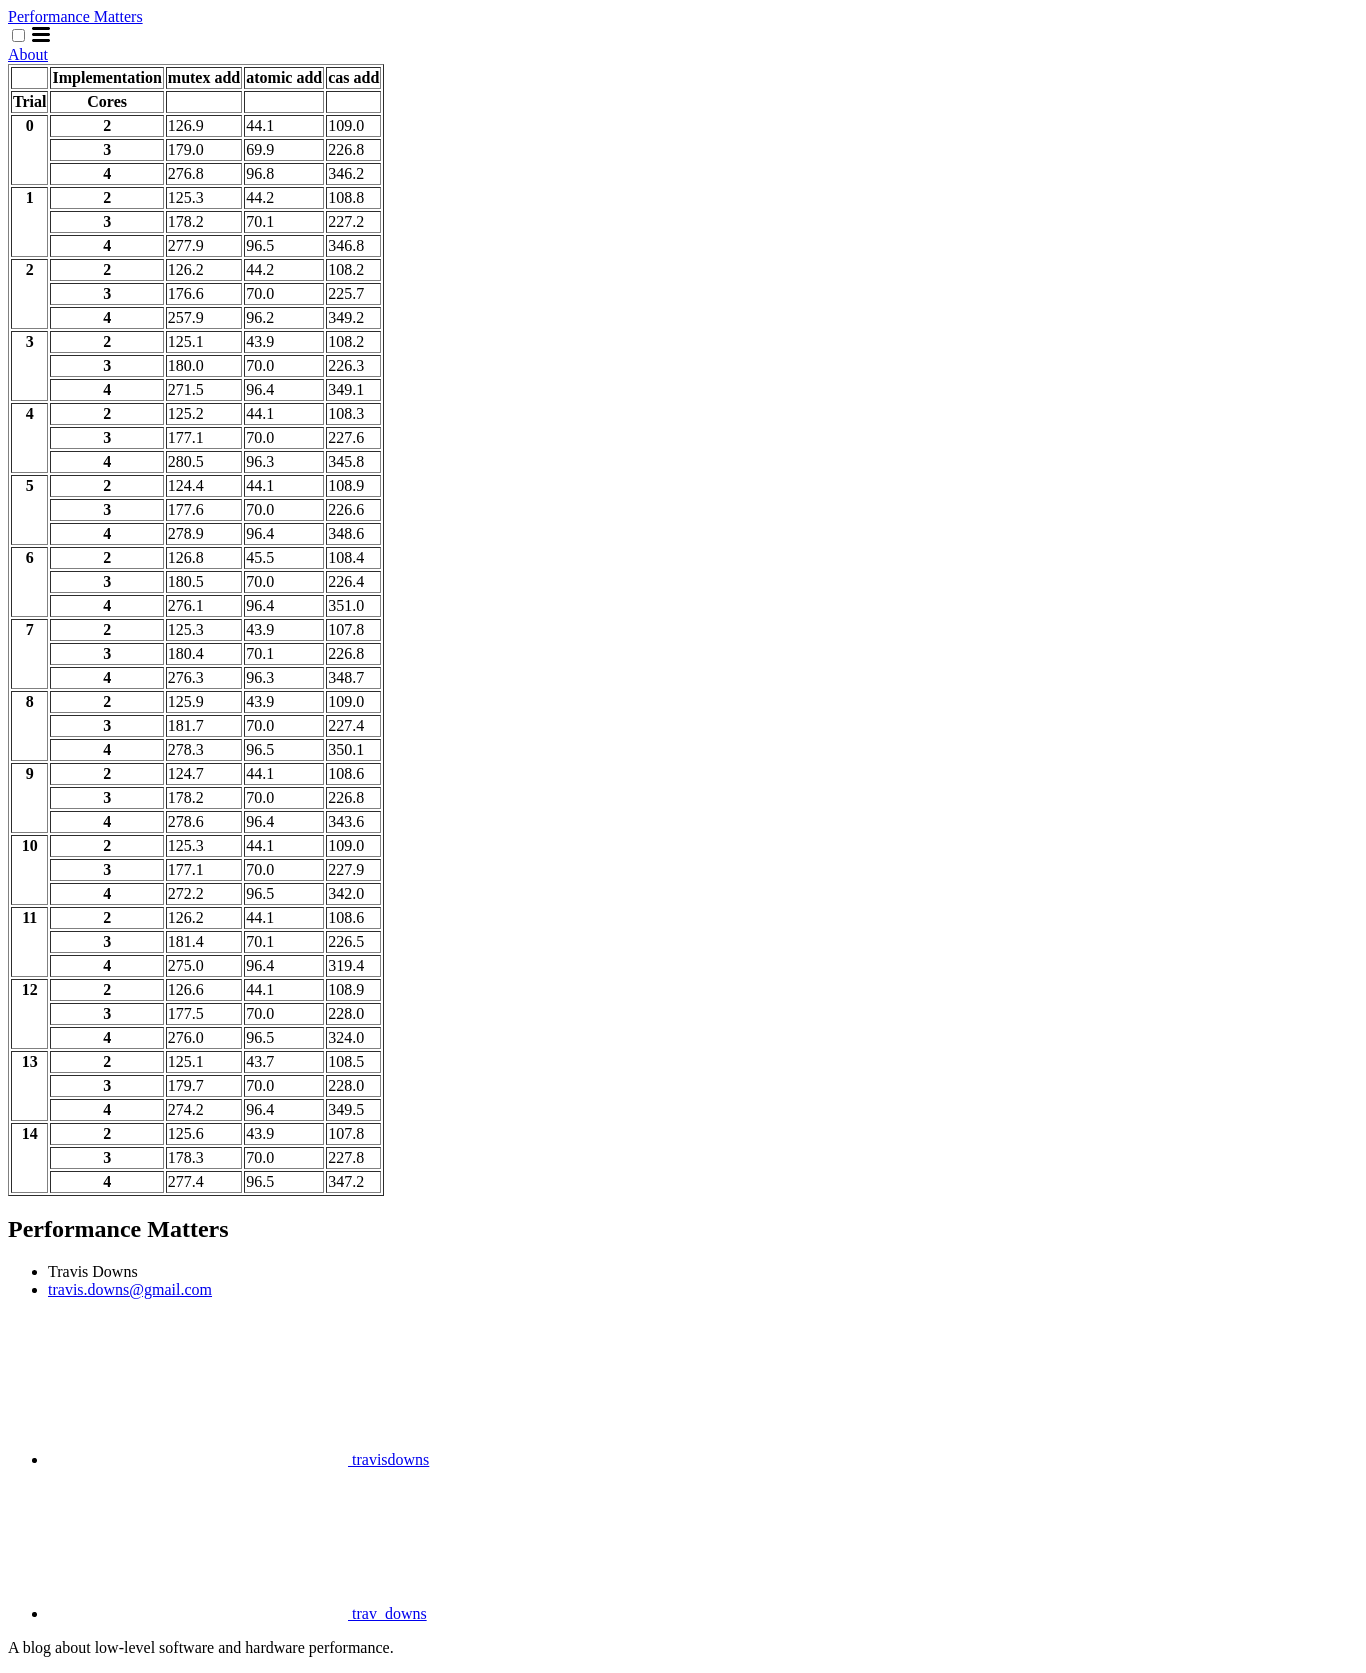 Performance Matters
About
Implementation mutex add atomic add cas add
Trial Cores
0 2 126.9 44.1 109.0
3 179.0 69.9 226.8
4 276.8 96.8 346.2
1 2 125.3 44.2 108.8
3 178.2 70.1 227.2
4 277.9 96.5 346.8
2 2 126.2 44.2 108.2
3 176.6 70.0 225.7
4 257.9 96.2 349.2
3 2 125.1 43.9 108.2
3 180.0 70.0 226.3
4 271.5 96.4 349.1
4 2 125.2 44.1 108.3
3 177.1 70.0 227.6
4 280.5 96.3 345.8
5 2 124.4 44.1 108.9
3 177.6 70.0 226.6
4 278.9 96.4 348.6
6 2 126.8 45.5 108.4
3 180.5 70.0 226.4
4 276.1 96.4 351.0
7 2 125.3 43.9 107.8
3 180.4 70.1 226.8
4 276.3 96.3 348.7
8 2 125.9 43.9 109.0
3 181.7 70.0 227.4
4 278.3 96.5 350.1
9 2 124.7 44.1 108.6
3 178.2 70.0 226.8
4 278.6 96.4 343.6
10 2 125.3 44.1 109.0
3 177.1 70.0 227.9
4 272.2 96.5 342.0
11 2 126.2 44.1 108.6
3 181.4 70.1 226.5
4 275.0 96.4 319.4
12 2 126.6 44.1 108.9
3 177.5 70.0 228.0
4 276.0 96.5 324.0
13 2 125.1 43.7 108.5
3 179.7 70.0 228.0
4 274.2 96.4 349.5
14 2 125.6 43.9 107.8
3 178.3 70.0 227.8
4 277.4 96.5 347.2
Performance Matters
Travis Downs
travis.downs@gmail.com
travisdowns
trav_downs
A blog about low-level software and hardware performance.